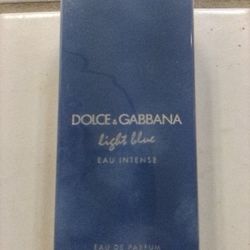 DOLCE & GABBANA
light blue
EAU INTENSE
EAU DE PARFUM